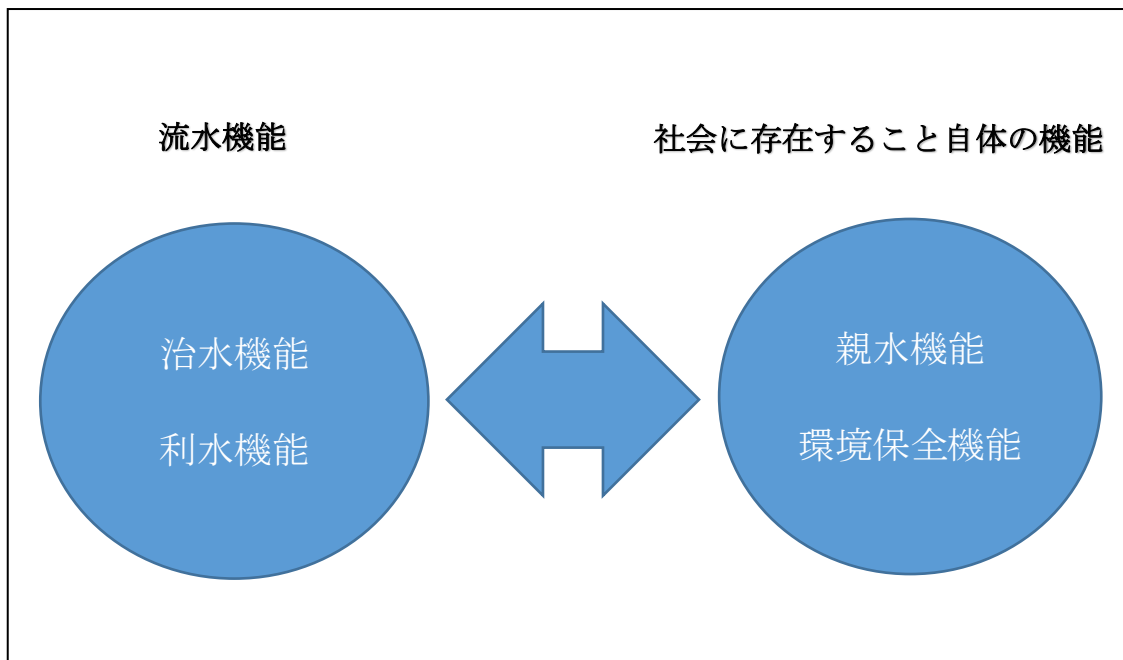 流水機能
社会に存在すること自体の機能
治水機能
利水機能
親水機能
環境保全機能